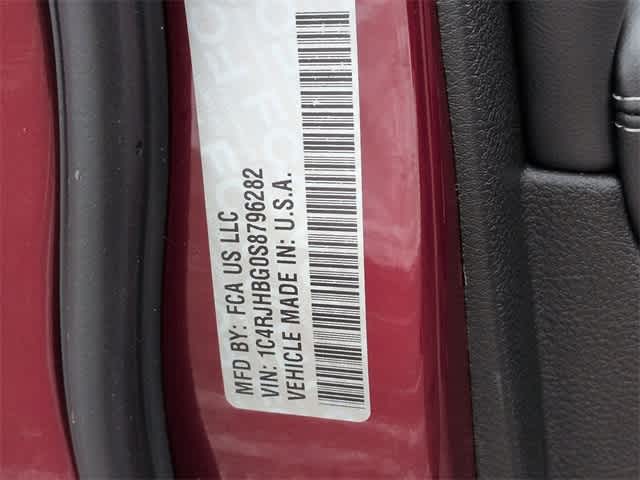 MFD BY: FCA US LLC
VIN: 1C4RJHBG0S8796282
VEHICLE MADE IN: U.S.A.